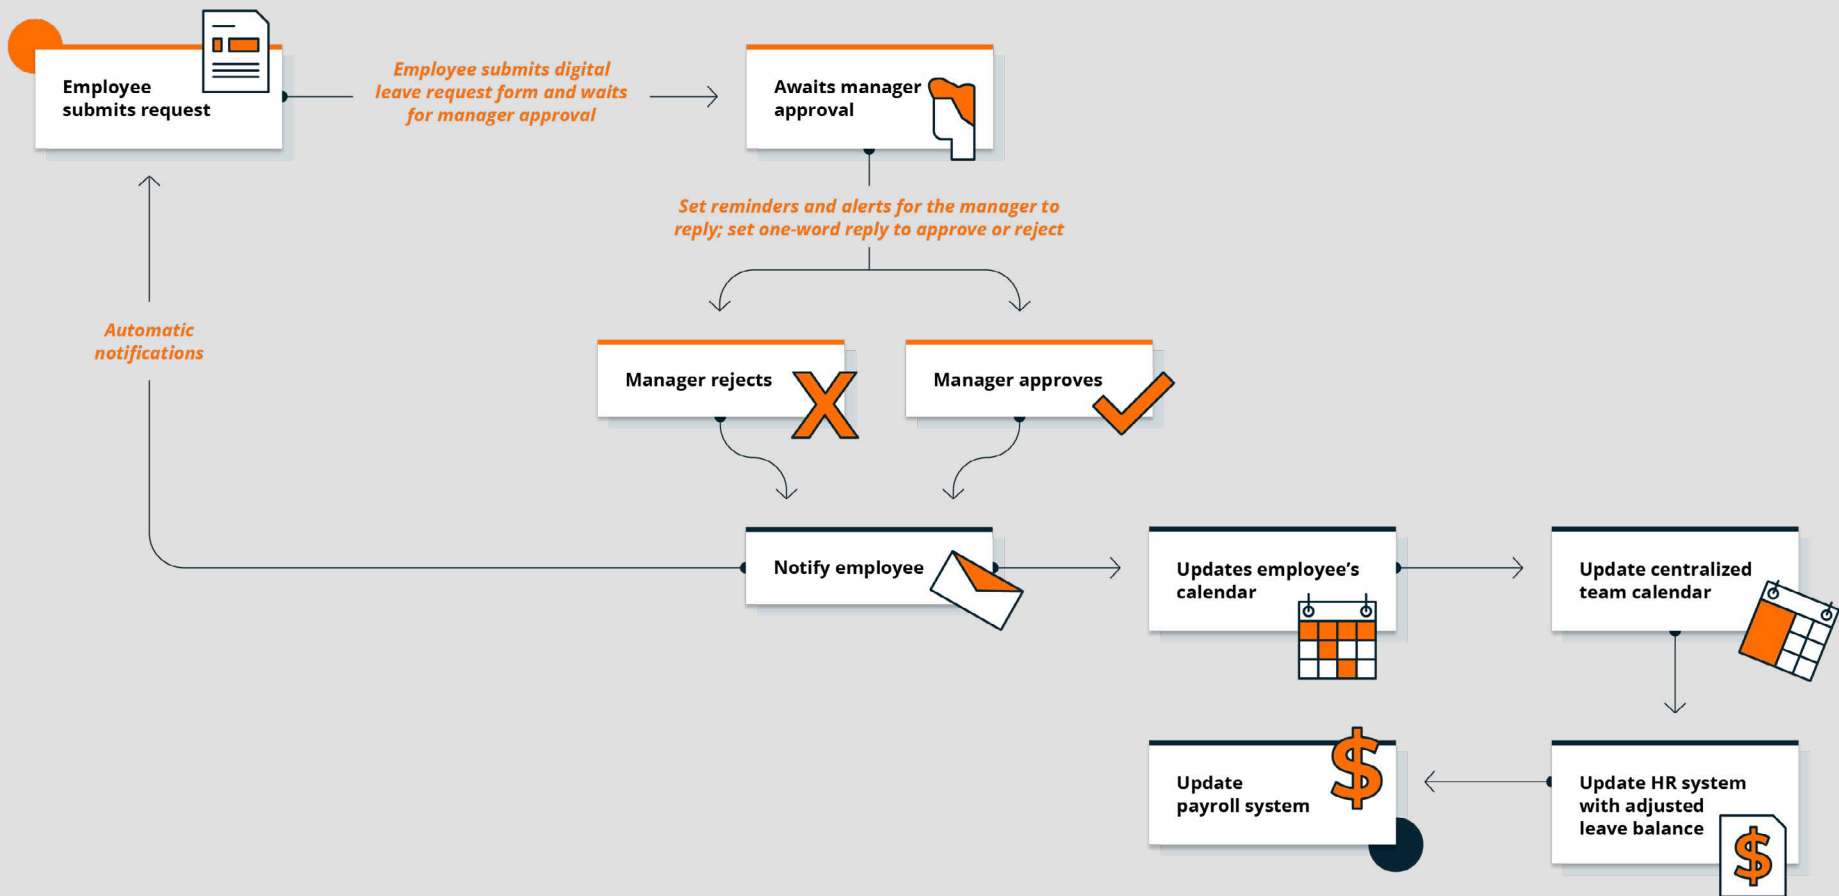 Employee
submits request
Employee submits digital
leave request form and waits
for manager approval
Awaits manager
approval
Set reminders and alerts for the manager to
reply; set one-word reply to approve or reject
Automatic
notifications
Manager rejects
X
Manager approves
Notify employee
Updates employee’s
calendar
Update centralized
team calendar
Update
payroll system
$
Update HR system
with adjusted
leave balance
$